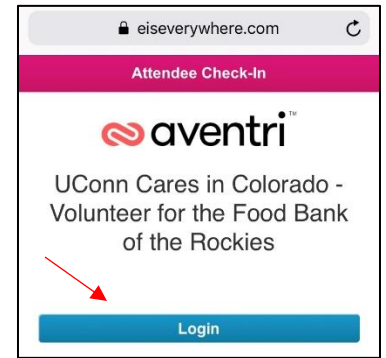 eiseverywhere.com
Attendee Check-In
aventri™
UConn Cares in Colorado -
Volunteer for the Food Bank
of the Rockies
Login